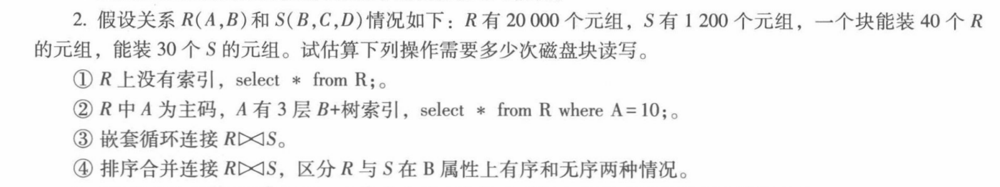 2. 假设关系 R(A,B)和 S(B,C,D)情况如下：R 有 20 000 个元组，S 有 1 200 个元组，一个块能装 40 个 R
的元组，能装 30 个 S 的元组。试估算下列操作需要多少次磁盘块读写。
① R 上没有索引，select * from R;。
② R 中 A 为主码，A 有 3 层 B+树索引，select * from R where A=10;。
③ 嵌套循环连接 R⋈S。
④ 排序合并连接 R⋈S，区分 R 与 S 在 B 属性上有序和无序两种情况。